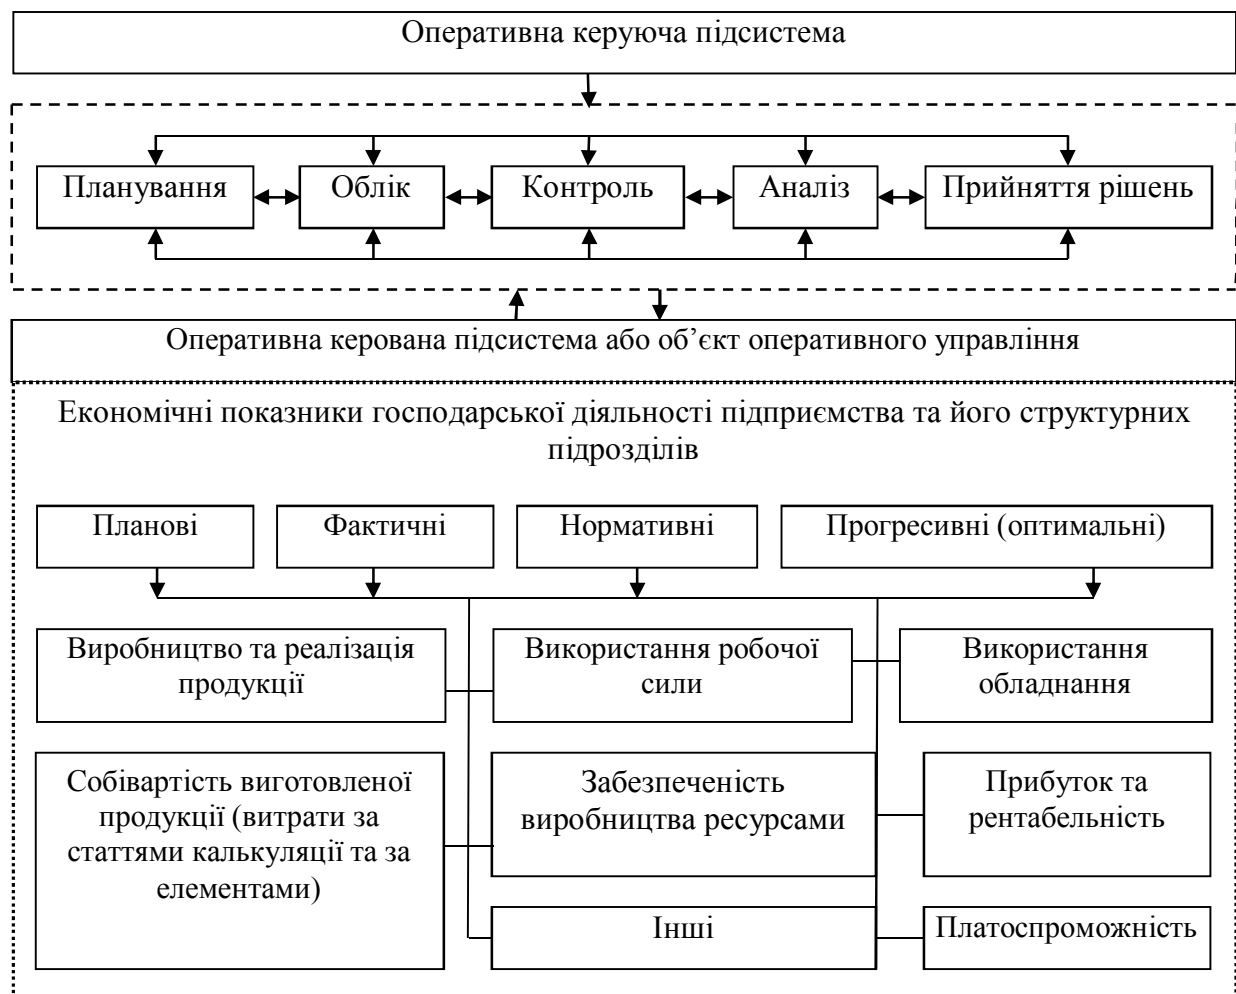 Оперативна керуюча підсистема
Планування
Облік
Контроль
Аналіз
Прийняття рішень
Оперативна керована підсистема або об’єкт оперативного управління
Економічні показники господарської діяльності підприємства та його структурних
підрозділів
Планові
Фактичні
Нормативні
Прогресивні (оптимальні)
Виробництво та реалізація
продукції
Використання робочої
сили
Використання
обладнання
Собівартість виготовленої
продукції (витрати за
статтями калькуляції та за
елементами)
Забезпеченість
виробництва ресурсами
Прибуток та
рентабельність
Інші
Платоспроможність